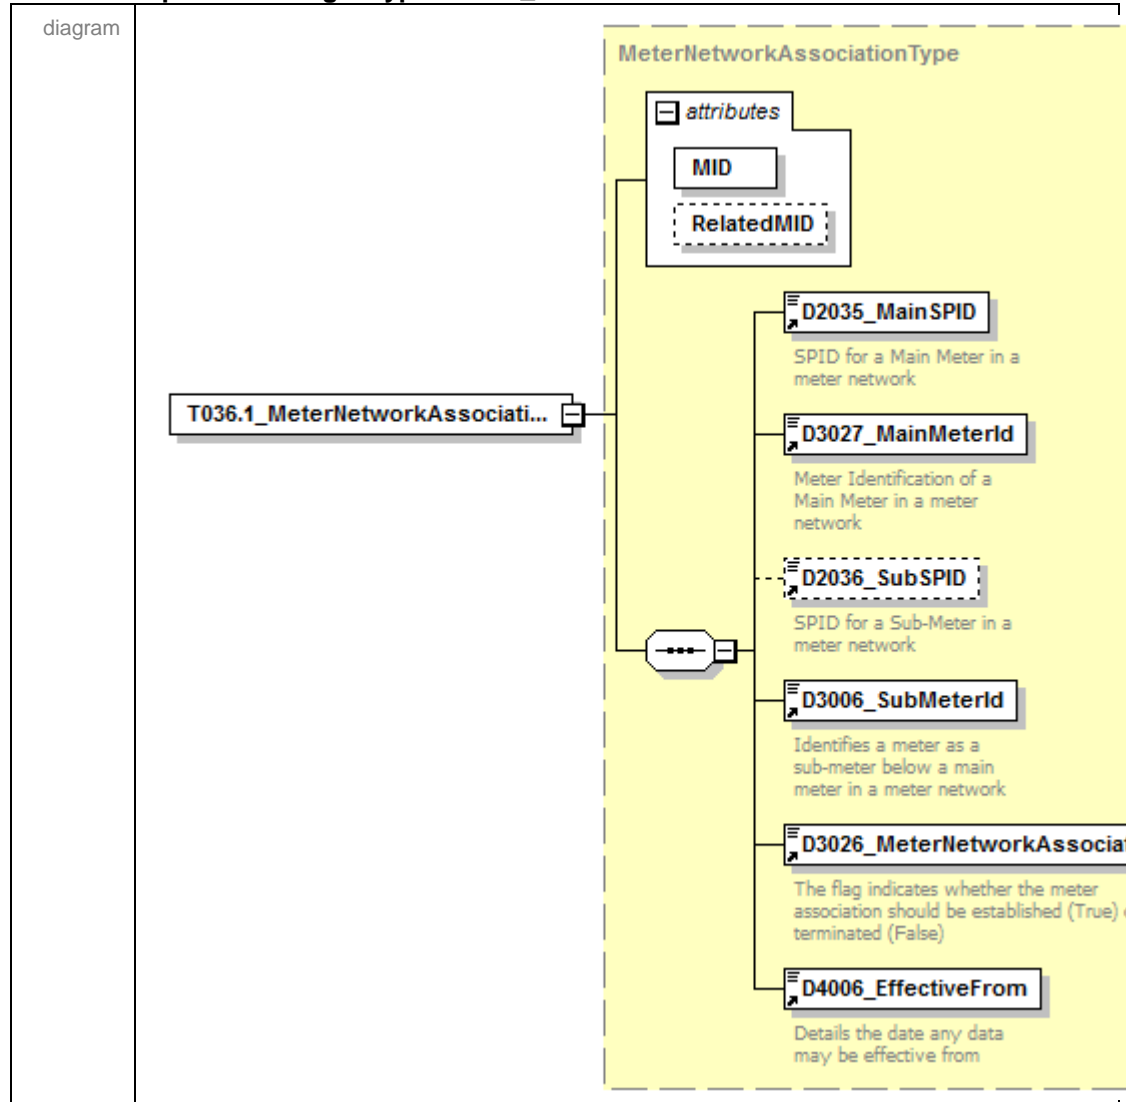 diagram
MeterNetworkAssociationType
attributes
MID
RelatedMID
D2035_MainSPID
SPID for a Main Meter in a
meter network
T036.1_MeterNetworkAssociati...
D3027_MainMeterId
Meter Identification of a
Main Meter in a meter
network
D2036_SubSPID
SPID for a Sub-Meter in a
meter network
D3006_SubMeterId
Identifies a meter as a
sub-meter below a main
meter in a meter network
D3026_MeterNetworkAssociat
The flag indicates whether the meter
association should be established (True)
terminated (False)
D4006_EffectiveFrom
Details the date any data
may be effective from